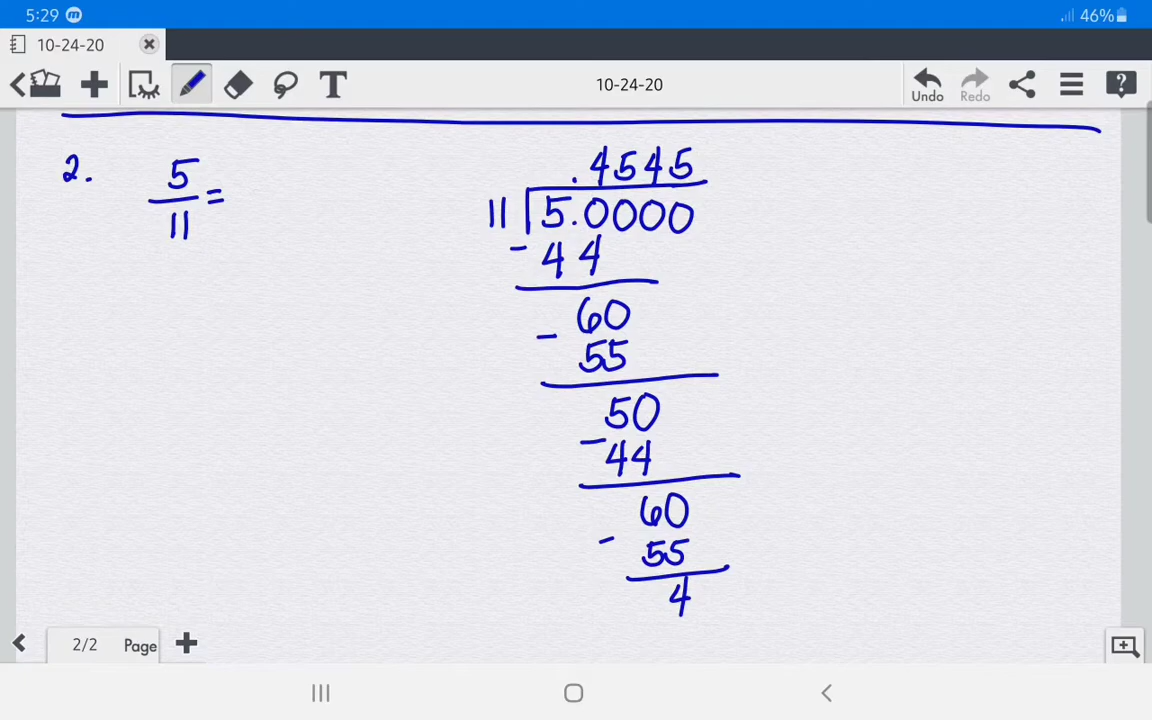 5:29 m 46%
10-24-20
T 10-24-20 Undo Redo ?
2. 5/11 =
.4545
11 5.0000
- 44
60
- 55
50
- 44
60
- 55
4
2/2 Page